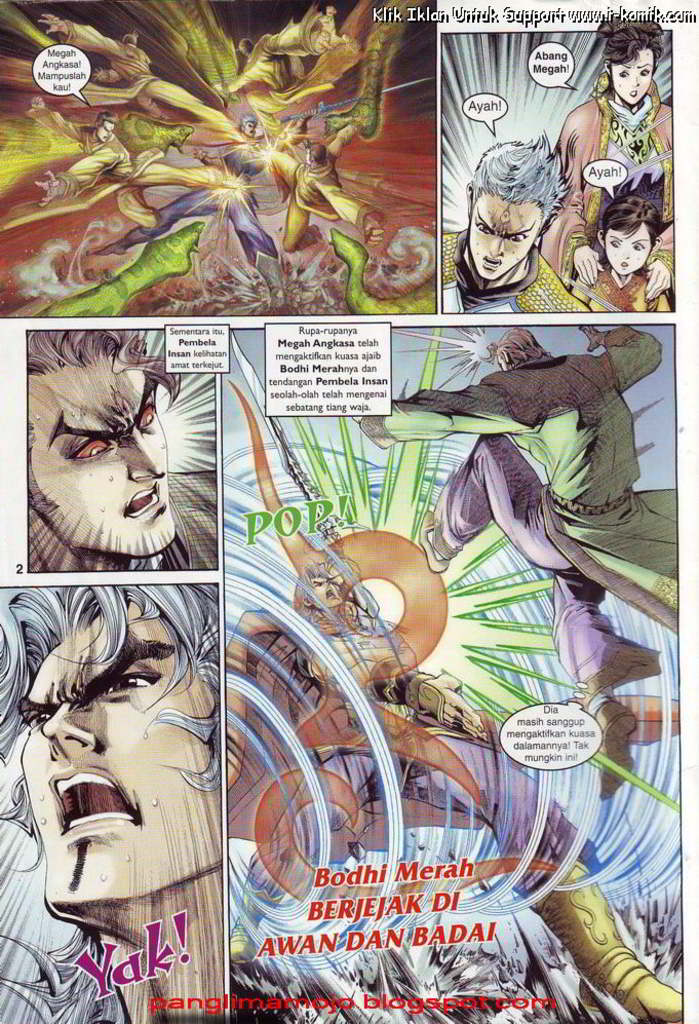 Klik Iklan Untuk Support www.i-komik.com
Megah
Angkasa!
Mampuslah
kau!
Abang
Megah!
Ayah!
Ayah!
Sementara itu,
Pembela
Insan kelihatan
amat terkejut.
Rupa-rupanya
Megah Angkasa telah
mengaktifkan kuasa ajaib
Bodhi Merahnya dan
tendangan Pembela Insan
seolah-olah telah mengenai
sebatang tiang waja.
POP!
2
Dia
masih sanggup
mengaktifkan kuasa
dalamannya! Tak
mungkin ini!
Bodhi Merah
BERJEJAK DI
AWAN DAN BADAI
Yak!
panglimamojo.blogspot.com